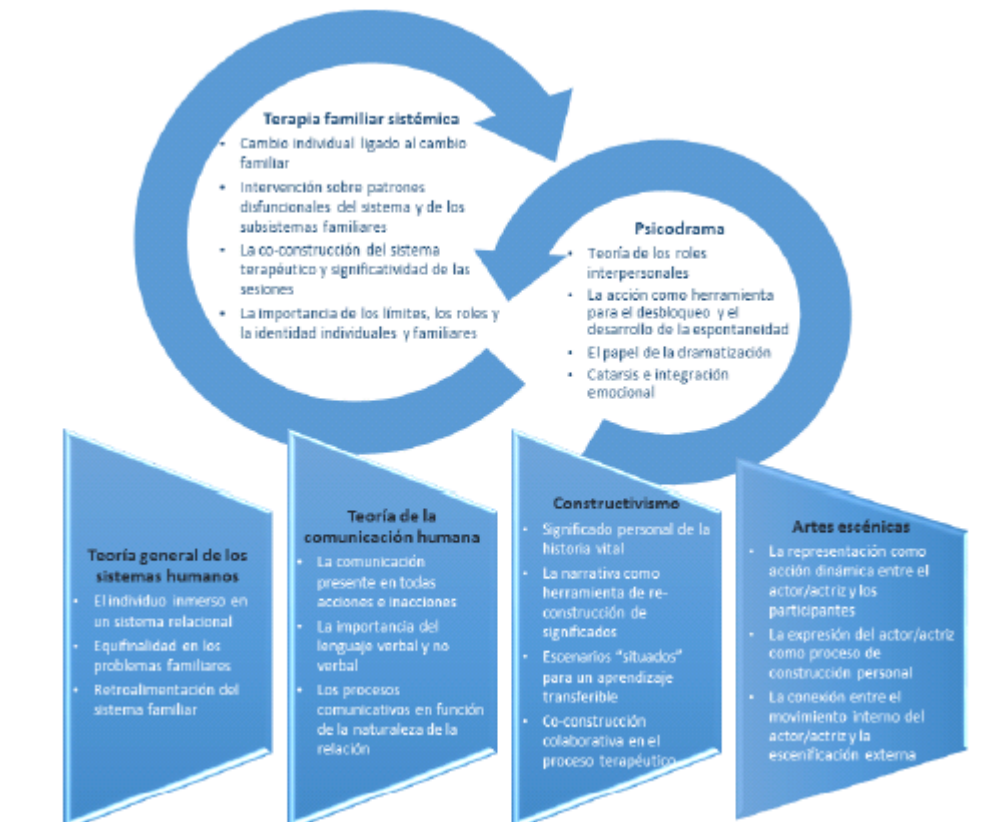 Terapia familiar sistémica
• Cambio individual ligado al cambio
familiar
• Intervención sobre patrones
disfuncionales del sistema y de los
subsistemas familiares
• La co-construcción del sistema
terapéutico y significatividad de las
sesiones
• La importancia de los límites, los roles y
la identidad individuales y familiares
Psicodrama
• Teoría de los roles
interpersonales
• La acción como herramienta
para el desbloqueo y el
desarrollo de la espontaneidad
• El papel de la dramatización
• Catarsis e integración
emocional
Teoría general de los
sistemas humanos
• El individuo inmerso en
un sistema relacional
• Equifinalidad en los
problemas familiares
• Retroalimentación del
sistema familiar
Teoría de la
comunicación humana
• La comunicación
presente en todas
acciones e inacciones
• La importancia del
lenguaje verbal y no
verbal
• Los procesos
comunicativos en función
de la naturaleza de la
relación
Constructivismo
• Significado personal de la
historia vital
• La narrativa como
herramienta de re-
construcción de
significados
• Escenarios “situados”
para un aprendizaje
transferible
• Co-construcción
colaborativa en el
proceso terapéutico
Artes escénicas
• La representación como
acción dinámica entre el
actor/actriz y los
participantes
• La expresión del actor/actriz
como proceso de
construcción personal
• La conexión entre el
movimiento interno del
actor/actriz y la
escenificación externa